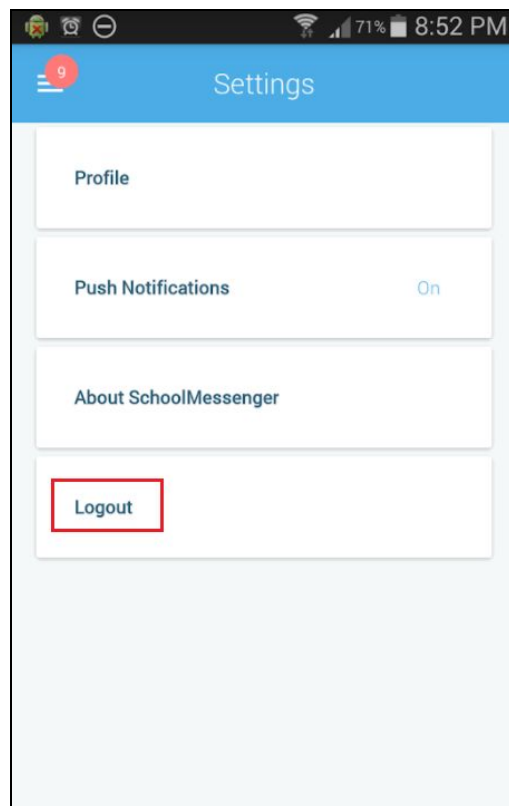 71% 8:52 PM
9
Settings
Profile
Push Notifications On
About SchoolMessenger
Logout